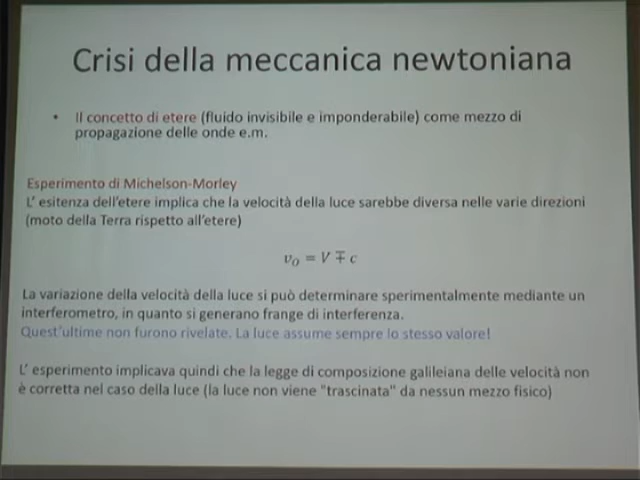 Crisi della meccanica newtoniana
• Il concetto di etere (fluido invisibile e imponderabile) come mezzo di
propagazione delle onde e.m.
Esperimento di Michelson-Morley
L' esitenza dell'etere implica che la velocità della luce sarebbe diversa nelle varie direzioni
(moto della Terra rispetto all'etere)
v_O = V ∓ c
La variazione della velocità della luce si può determinare sperimentalmente mediante un
interferometro, in quanto si generano frange di interferenza.
Quest'ultime non furono rivelate. La luce assume sempre lo stesso valore!
L' esperimento implicava quindi che la legge di composizione galileiana delle velocità non
è corretta nel caso della luce (la luce non viene "trascinata" da nessun mezzo fisico)